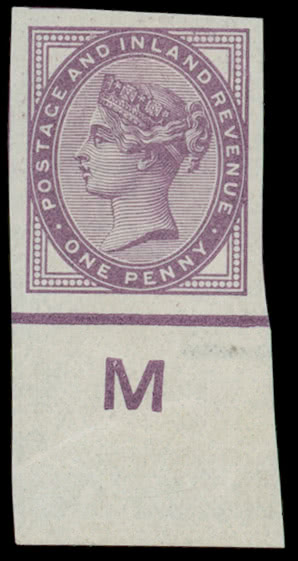 POSTAGE AND INLAND REVENUE
ONE PENNY
M